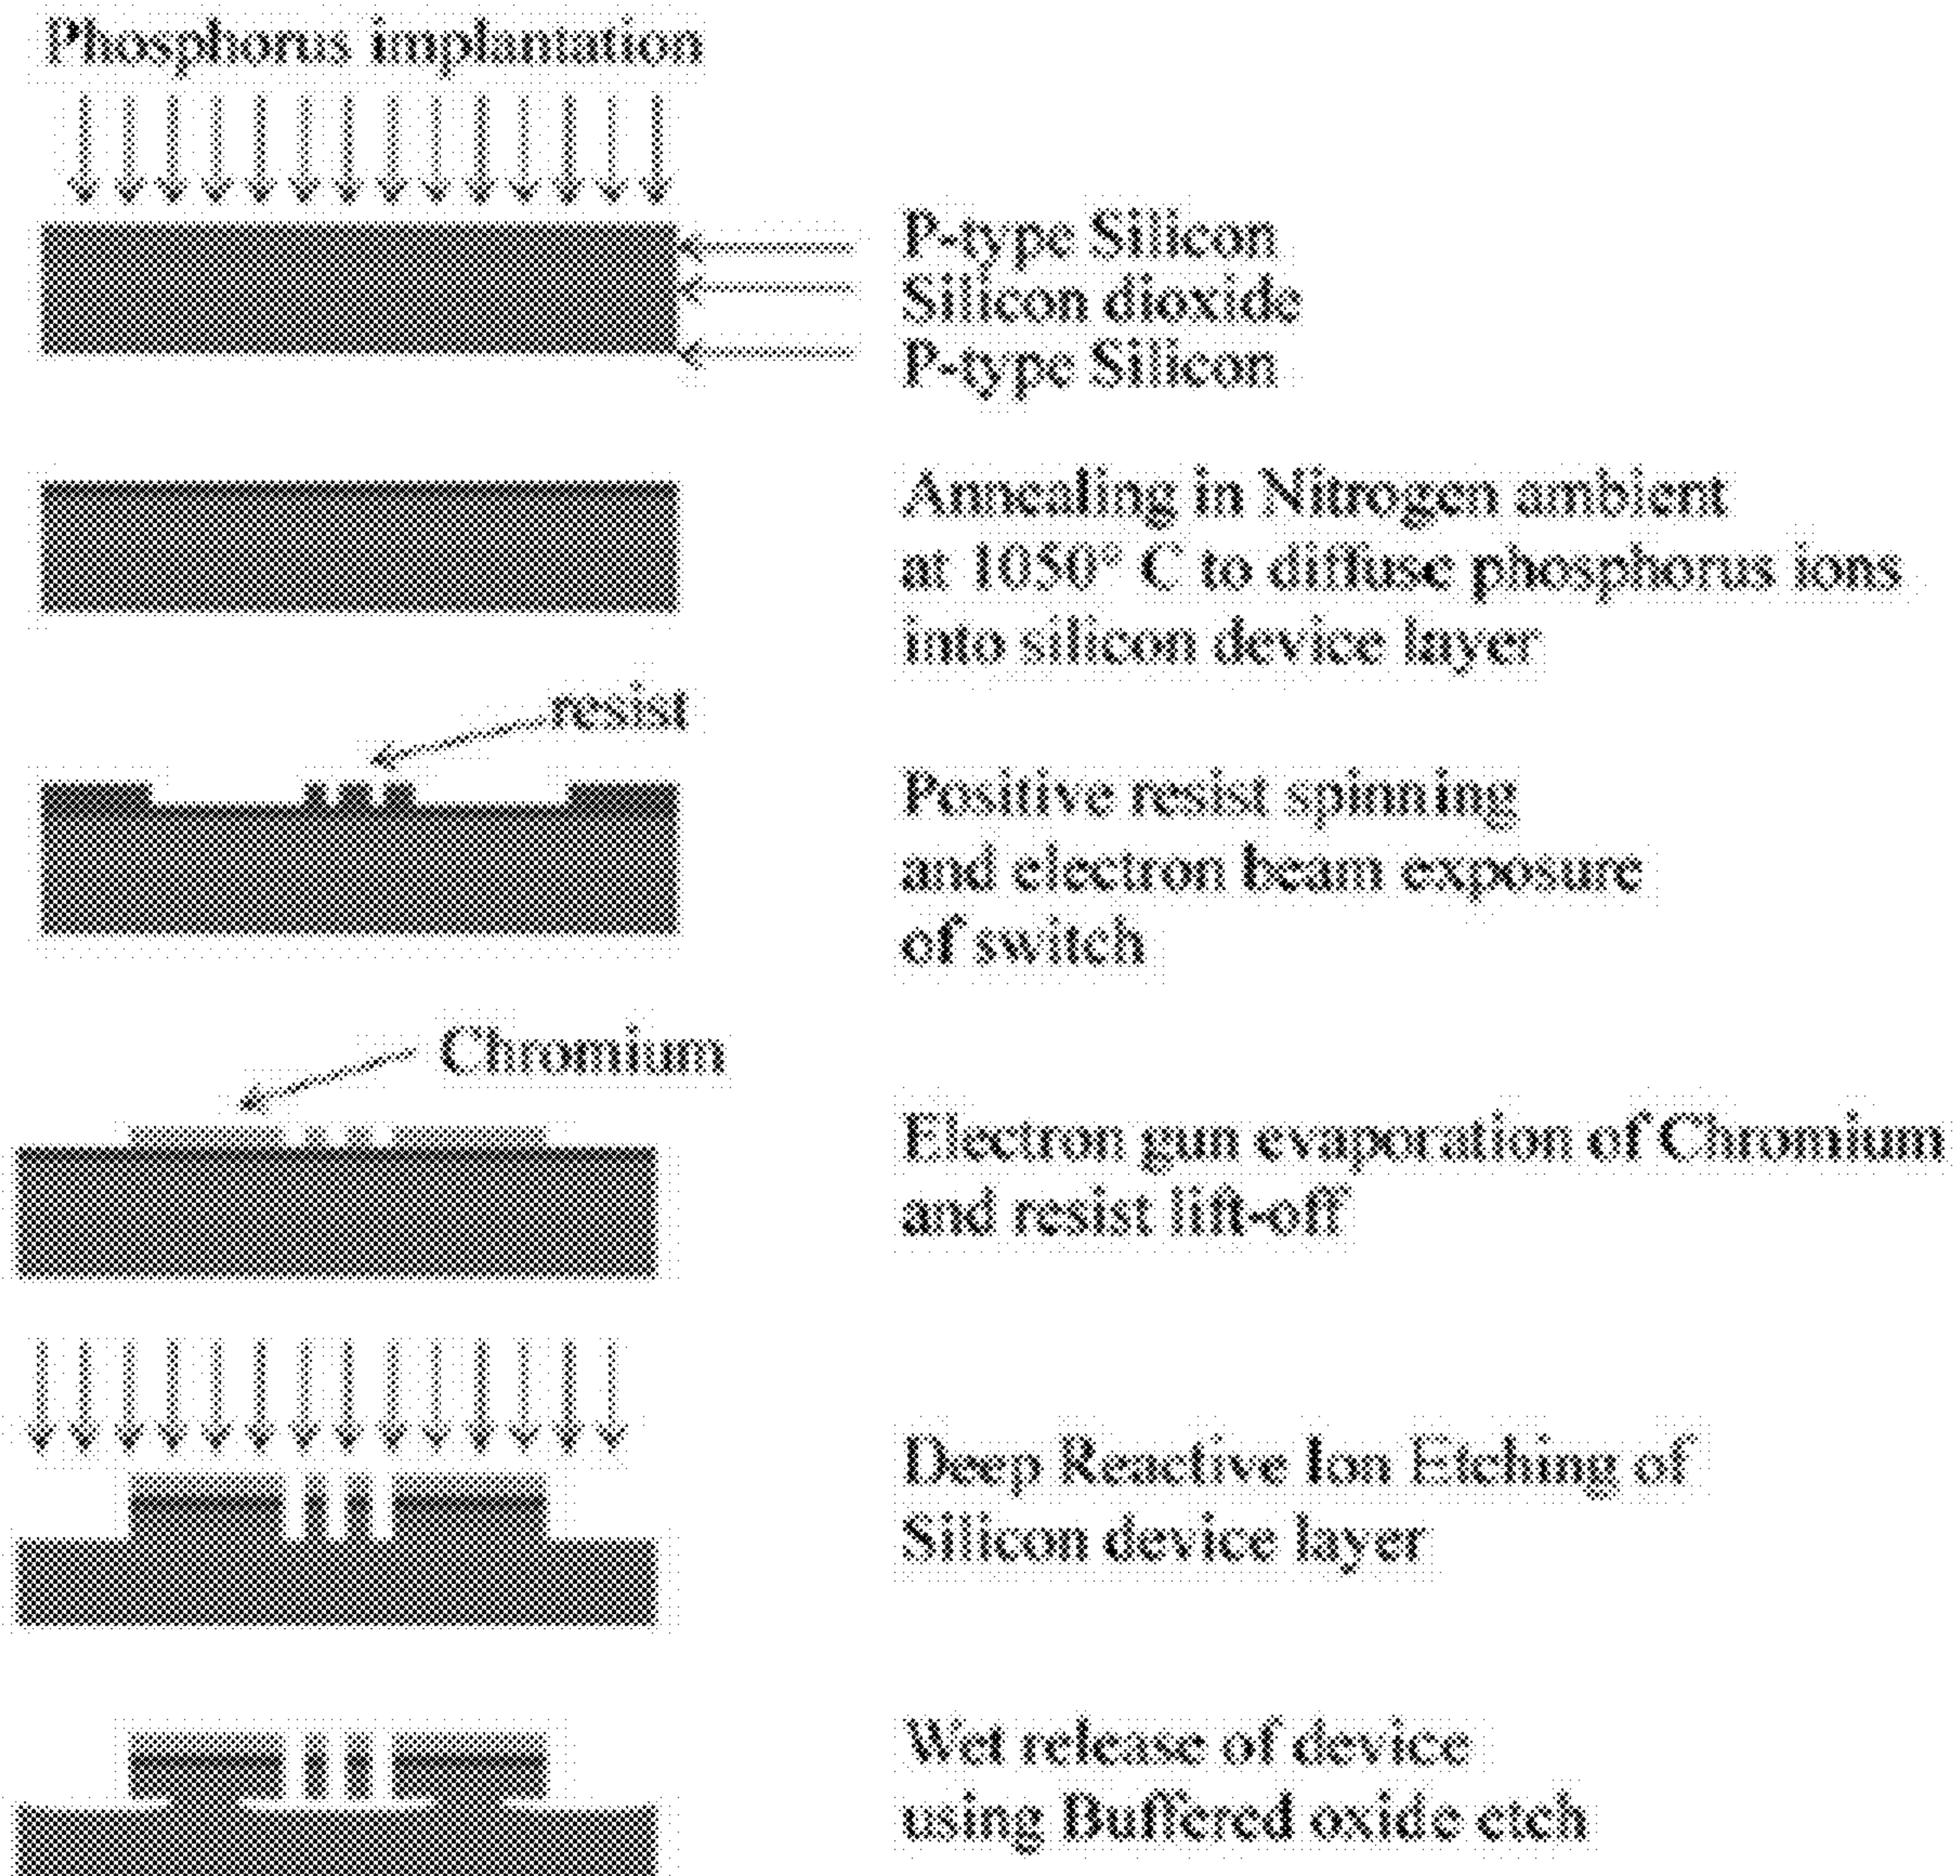 Phosphorus implantation
P-type Silicon
Silicon dioxide
P-type Silicon
Annealing in Nitrogen ambient
at 1050° C to diffuse phosphorus ions
into silicon device layer
resist
Positive resist spinning
and electron beam exposure
of switch
Chromium
Electron gun evaporation of Chromium
and resist lift-off
Deep Reactive Ion Etching of
Silicon device layer
Wet release of device
using Buffered oxide etch